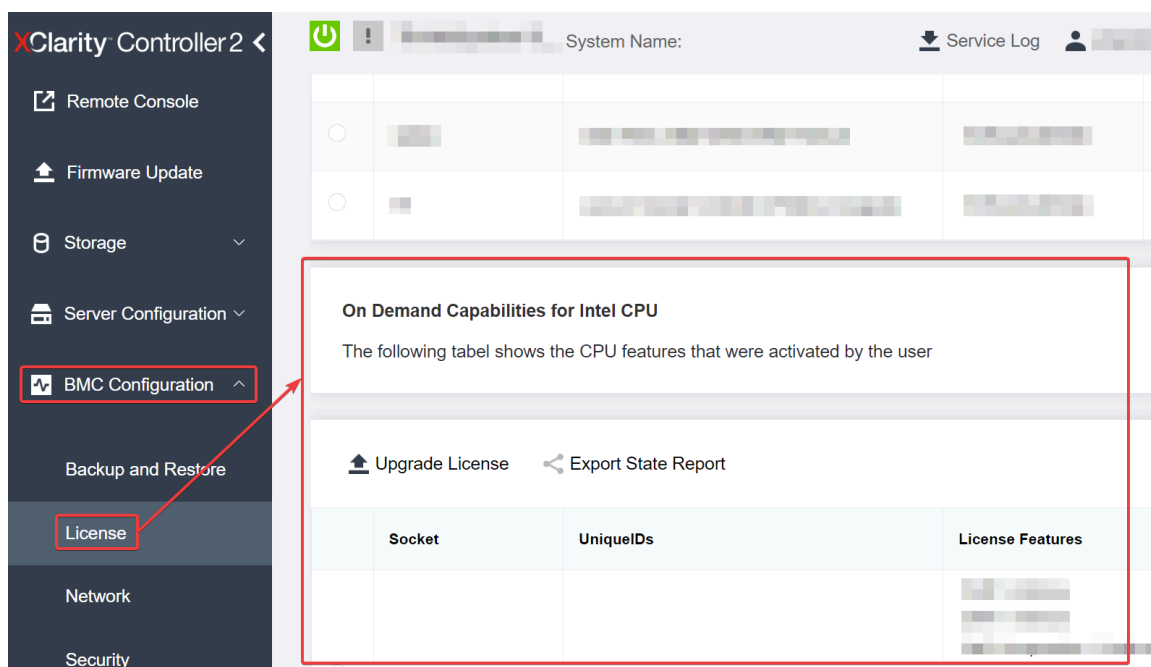 XClarity Controller 2
Remote Console
Firmware Update
Storage
Server Configuration
BMC Configuration
Backup and Restore
License
Network
Security
System Name:
Service Log
On Demand Capabilities for Intel CPU
The following tabel shows the CPU features that were activated by the user
Upgrade License
Export State Report
Socket
UniqueIDs
License Features